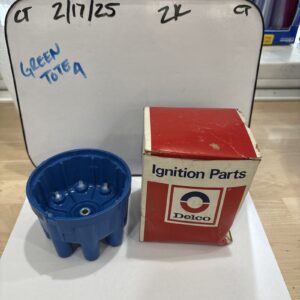 CT 2/17/25 2K CT
GREEN
TOTE A
Ignition Parts
Delco